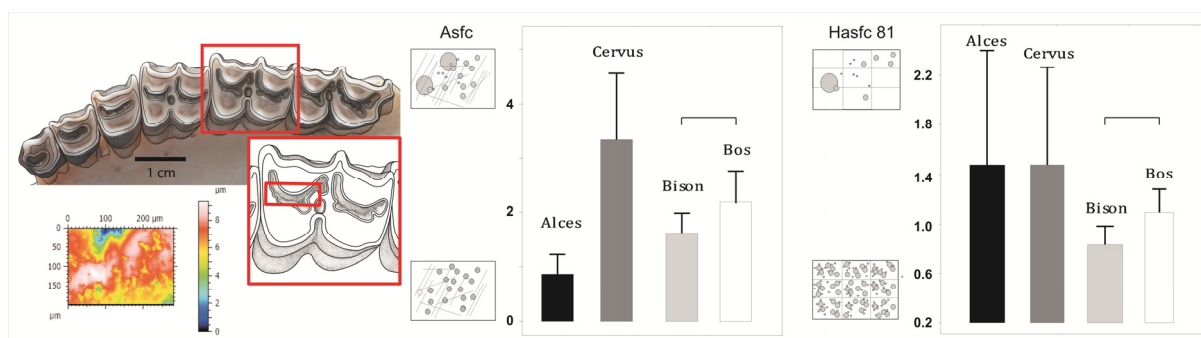 1 cm
µm
0 100 200 µm
0
50
100
150
µm
8
6
4
2
0
Asfc
4
2
0
Alces
Cervus
Bison
Bos
Hasfc 81
2.2
1.8
1.4
1.0
0.6
0.2
Alces
Cervus
Bison
Bos